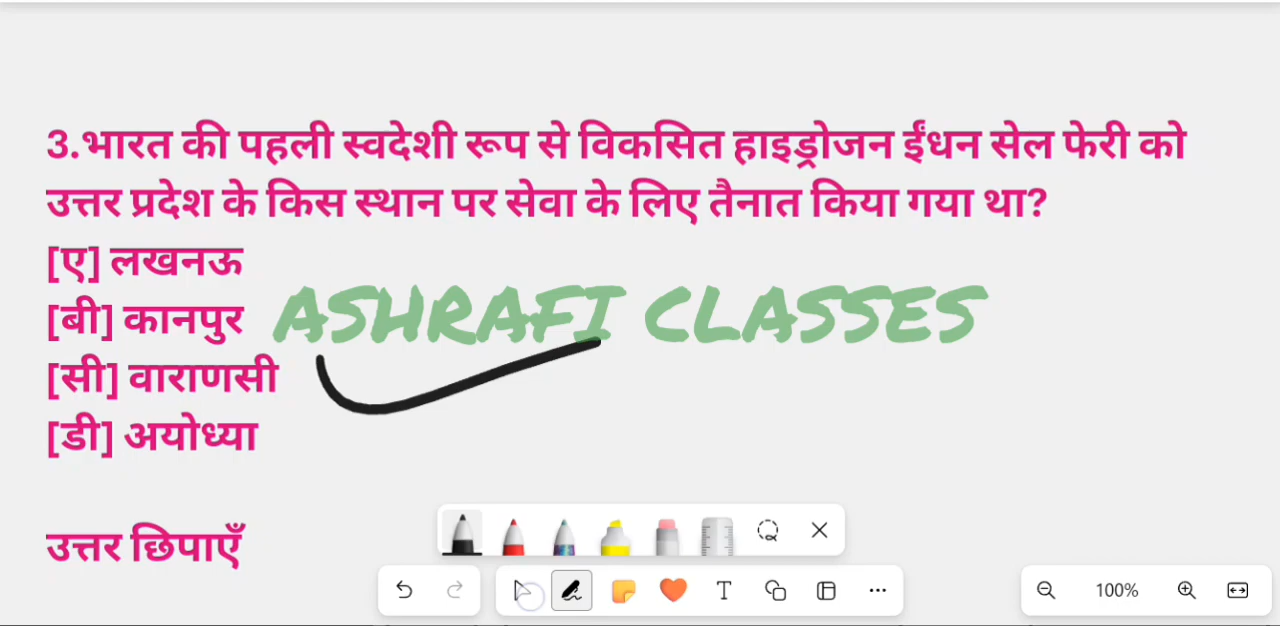 3.भारत की पहली स्वदेशी रूप से विकसित हाइड्रोजन ईंधन सेल फेरी को
उत्तर प्रदेश के किस स्थान पर सेवा के लिए तैनात किया गया था?
[ए] लखनऊ
[बी] कानपुर
ASHRAFI CLASSES
[सी] वाराणसी
[डी] अयोध्या
उत्तर छिपाएँ
100%